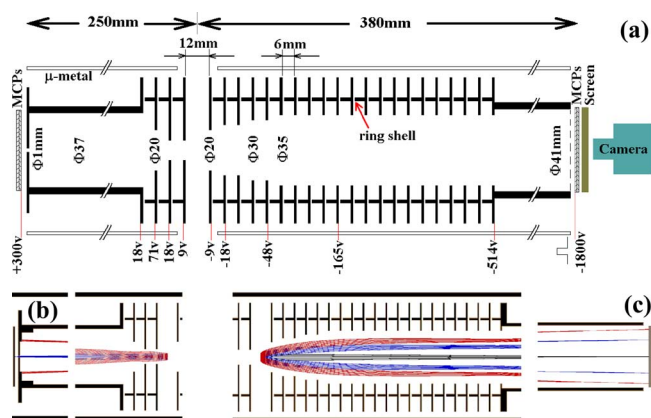 250mm
380mm
(a)
12mm
6mm
μ-metal
MCPs
Φ1mm
Φ37
Φ20
Φ20
Φ30
Φ35
ring shell
Φ41mm
MCPs
Screen
Camera
+300v
18v
71v
18v
9v
-9v
-18v
-48v
-165v
-514v
-1800v
(b)
(c)